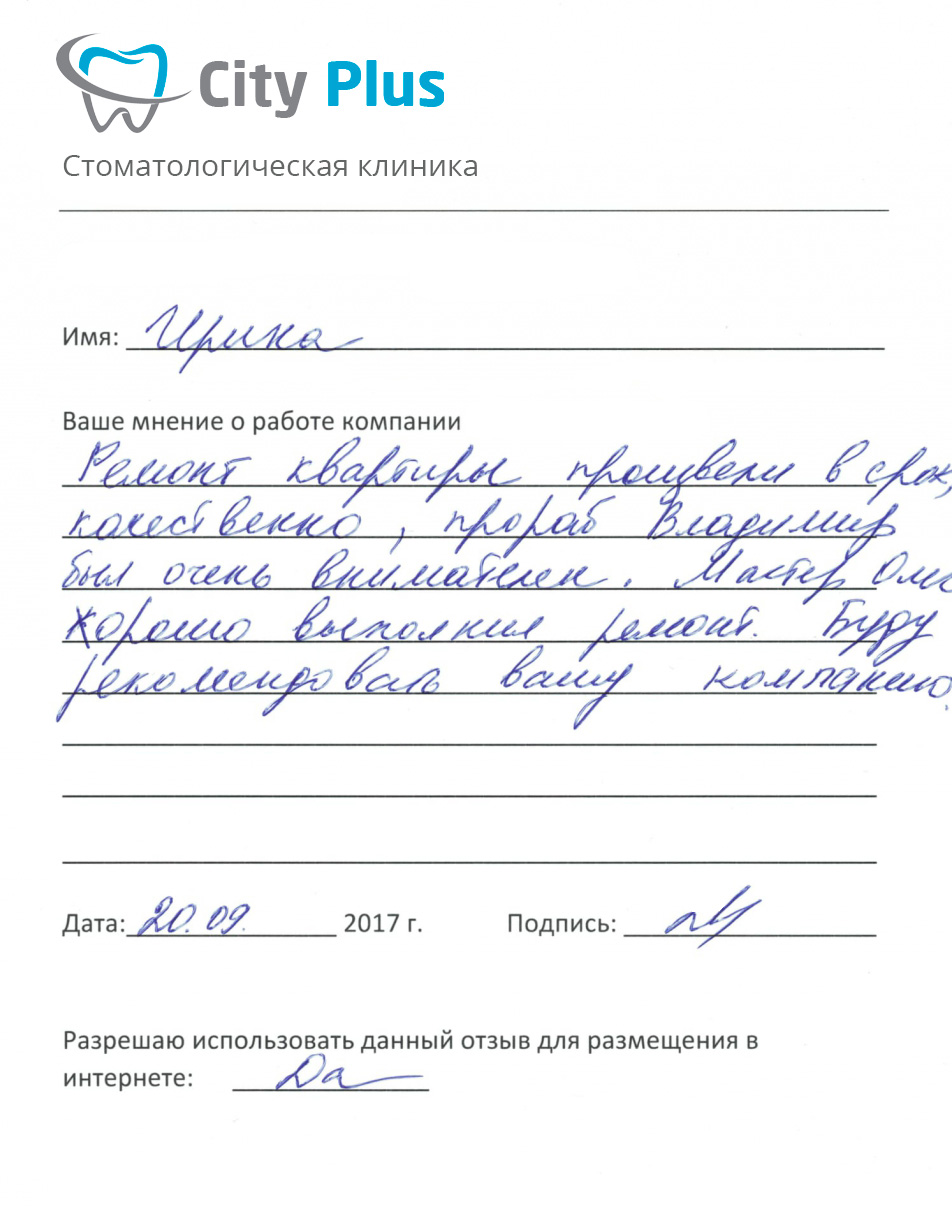 City Plus
Стоматологическая клиника
Имя: Ирина
Ваше мнение о работе компании
Ремонт квартиры произвели в срок,
качественно, прораб Владимир
был очень внимателен. Мастер
Хорошо выполнил ремонт. Буду
рекомендовать вашу компанию.
Дата: 20.09. 2017 г. Подпись:
Разрешаю использовать данный отзыв для размещения в
интернете: Да